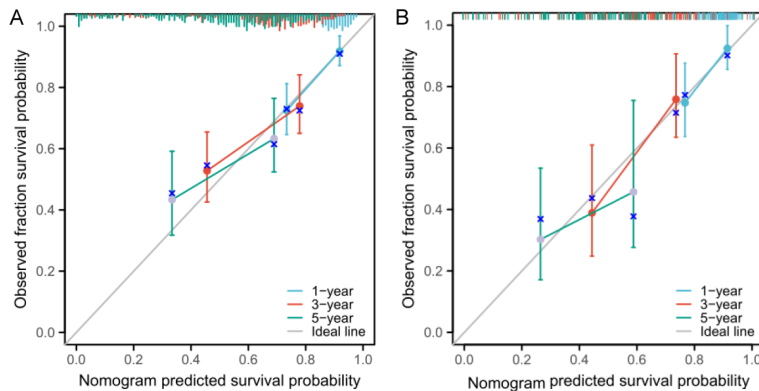 A
Observed fraction survival probability
1.0
0.8
0.6
0.4
0.2
0.0
0.0 0.2 0.4 0.6 0.8 1.0
Nomogram predicted survival probability
1−year
3−year
5−year
Ideal line
B
Observed fraction survival probability
1.0
0.8
0.6
0.4
0.2
0.0
0.0 0.2 0.4 0.6 0.8 1.0
Nomogram predicted survival probability
1−year
3−year
5−year
Ideal line